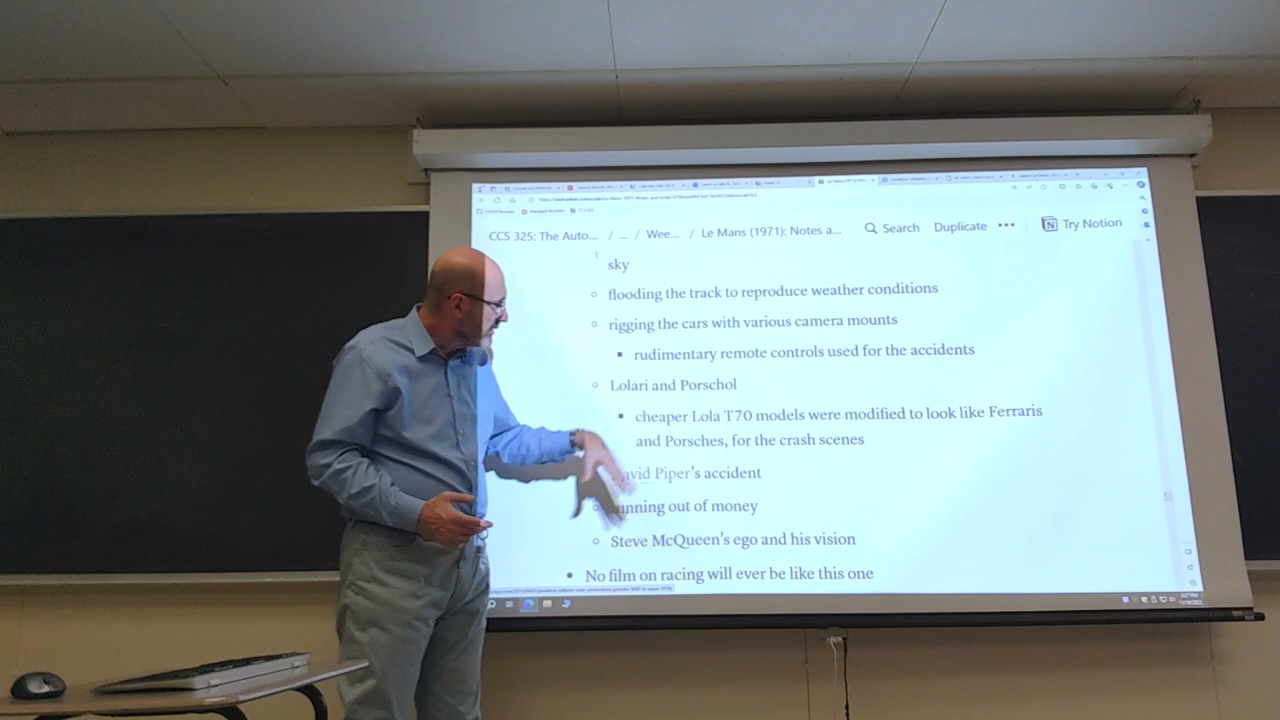 CCS 325: The Auto... / ... / Wee... / Le Mans (1971): Notes a... Search Duplicate ••• Try Notion
sky
flooding the track to reproduce weather conditions
rigging the cars with various camera mounts
rudimentary remote controls used for the accidents
Lolari and Porschol
cheaper Lola T70 models were modified to look like Ferraris
and Porsches, for the crash scenes
avid Piper's accident
unning out of money
Steve McQueen's ego and his vision
No film on racing will ever be like this one